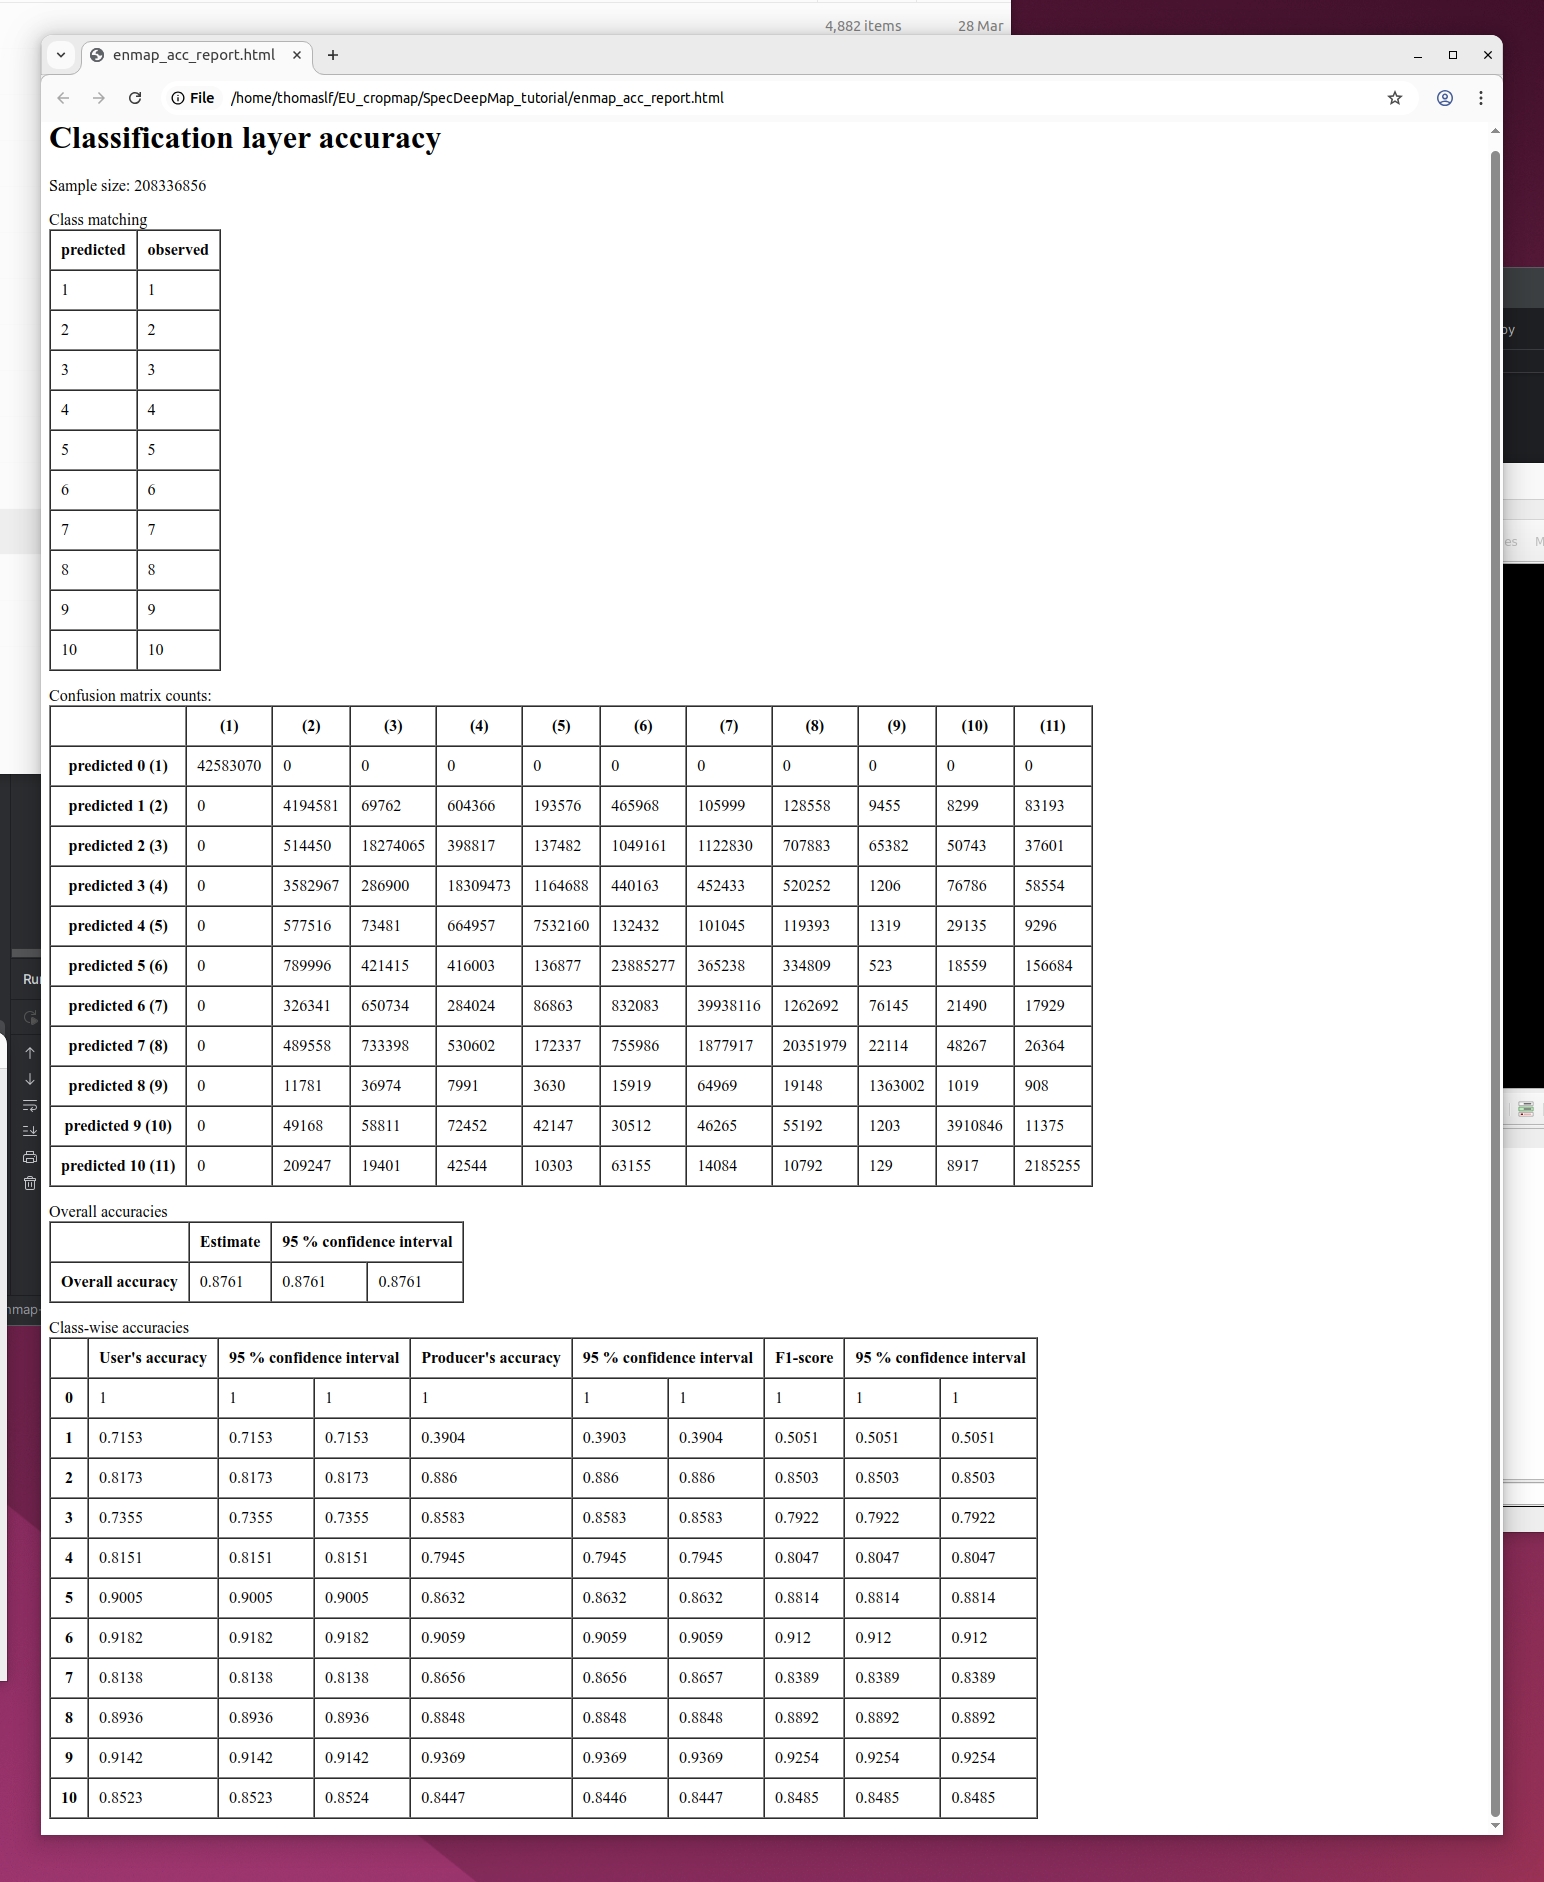 4,882 items 28 Mar
enmap_acc_report.html
File /home/thomaslf/EU_cropmap/SpecDeepMap_tutorial/enmap_acc_report.html
Classification layer accuracy
Sample size: 208336856
Class matching
predicted observed
1 1
2 2
3 3
4 4
5 5
6 6
7 7
8 8
9 9
10 10
Confusion matrix counts:
(1) (2) (3) (4) (5) (6) (7) (8) (9) (10) (11)
predicted 0 (1) 42583070 0 0 0 0 0 0 0 0 0 0
predicted 1 (2) 0 4194581 69762 604366 193576 465968 105999 128558 9455 8299 83193
predicted 2 (3) 0 514450 18274065 398817 137482 1049161 1122830 707883 65382 50743 37601
predicted 3 (4) 0 3582967 286900 18309473 1164688 440163 452433 520252 1206 76786 58554
predicted 4 (5) 0 577516 73481 664957 7532160 132432 101045 119393 1319 29135 9296
predicted 5 (6) 0 789996 421415 416003 136877 23885277 365238 334809 523 18559 156684
predicted 6 (7) 0 326341 650734 284024 86863 832083 39938116 1262692 76145 21490 17929
predicted 7 (8) 0 489558 733398 530602 172337 755986 1877917 20351979 22114 48267 26364
predicted 8 (9) 0 11781 36974 7991 3630 15919 64969 19148 1363002 1019 908
predicted 9 (10) 0 49168 58811 72452 42147 30512 46265 55192 1203 3910846 11375
predicted 10 (11) 0 209247 19401 42544 10303 63155 14084 10792 129 8917 2185255
Overall accuracies
Estimate 95 % confidence interval
Overall accuracy 0.8761 0.8761 0.8761
Class-wise accuracies
User's accuracy 95 % confidence interval Producer's accuracy 95 % confidence interval F1-score 95 % confidence interval
0 1 1 1 1 1 1 1 1 1
1 0.7153 0.7153 0.7153 0.3904 0.3903 0.3904 0.5051 0.5051 0.5051
2 0.8173 0.8173 0.8173 0.886 0.886 0.886 0.8503 0.8503 0.8503
3 0.7355 0.7355 0.7355 0.8583 0.8583 0.8583 0.7922 0.7922 0.7922
4 0.8151 0.8151 0.8151 0.7945 0.7945 0.7945 0.8047 0.8047 0.8047
5 0.9005 0.9005 0.9005 0.8632 0.8632 0.8632 0.8814 0.8814 0.8814
6 0.9182 0.9182 0.9182 0.9059 0.9059 0.9059 0.912 0.912 0.912
7 0.8138 0.8138 0.8138 0.8656 0.8656 0.8657 0.8389 0.8389 0.8389
8 0.8936 0.8936 0.8936 0.8848 0.8848 0.8848 0.8892 0.8892 0.8892
9 0.9142 0.9142 0.9142 0.9369 0.9369 0.9369 0.9254 0.9254 0.9254
10 0.8523 0.8523 0.8524 0.8447 0.8446 0.8447 0.8485 0.8485 0.8485